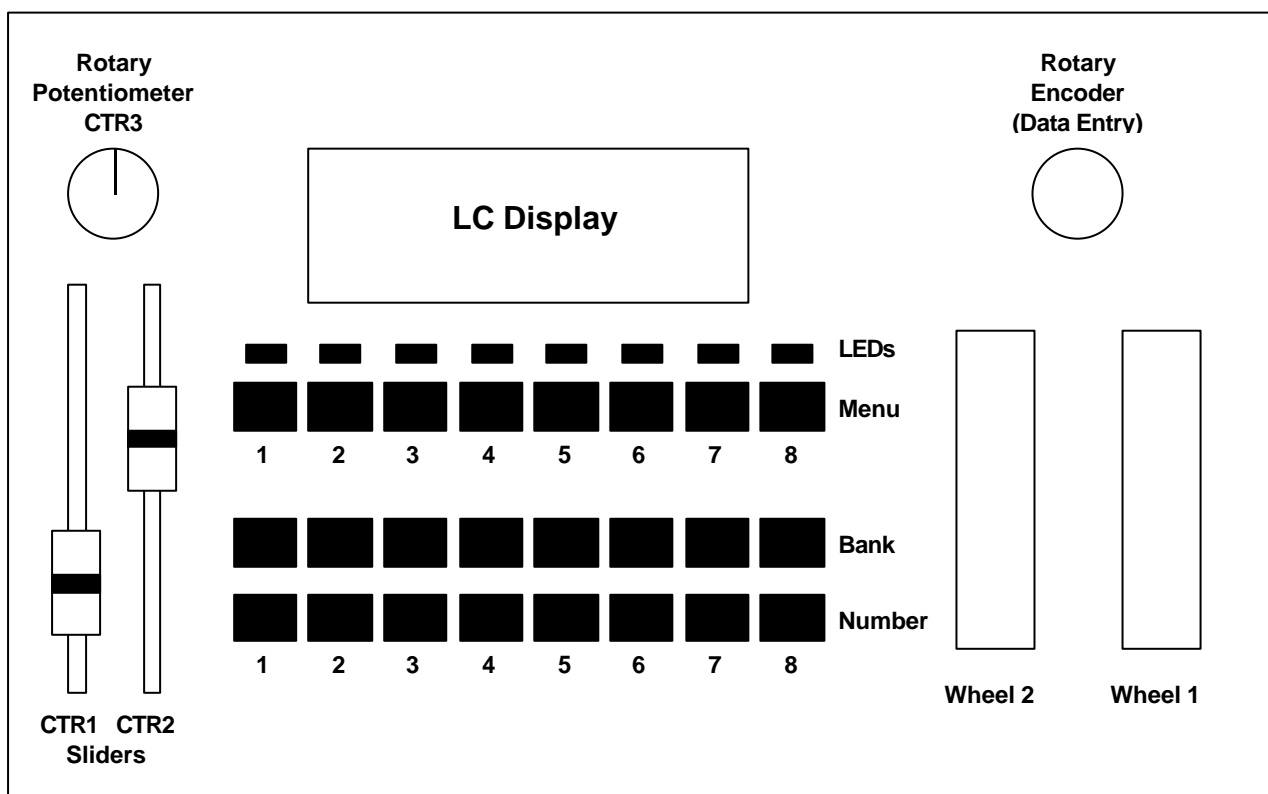 Rotary
Potentiometer
CTR3
Rotary
Encoder
(Data Entry)
LC Display
LEDs
Menu
1 2 3 4 5 6 7 8
Bank
Number
1 2 3 4 5 6 7 8
CTR1 CTR2
Sliders
Wheel 2
Wheel 1